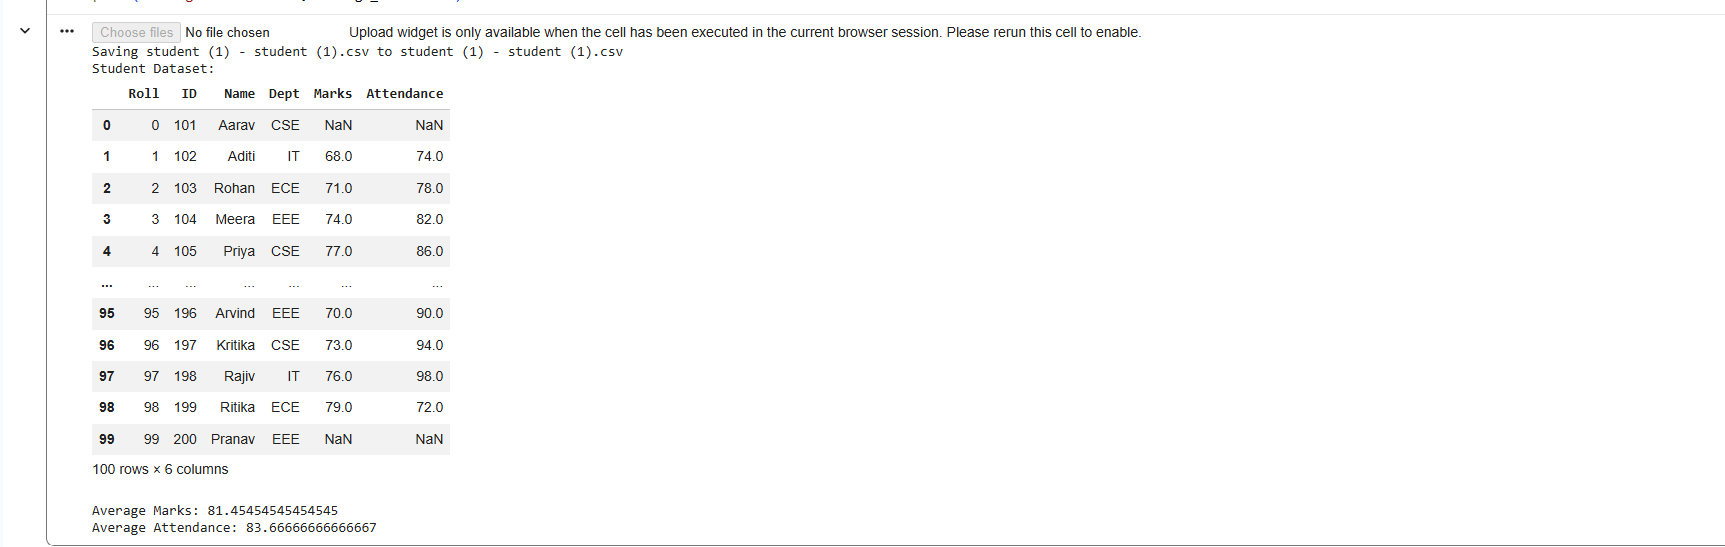 Choose files No file chosen Upload widget is only available when the cell has been executed in the current browser session. Please rerun this cell to enable.
Saving student (1) - student (1).csv to student (1) - student (1).csv
Student Dataset:
Roll ID Name Dept Marks Attendance
0 0 101 Aarav CSE NaN NaN
1 1 102 Aditi IT 68.0 74.0
2 2 103 Rohan ECE 71.0 78.0
3 3 104 Meera EEE 74.0 82.0
4 4 105 Priya CSE 77.0 86.0
... ... ... ... ... ... ...
95 95 196 Arvind EEE 70.0 90.0
96 96 197 Kritika CSE 73.0 94.0
97 97 198 Rajiv IT 76.0 98.0
98 98 199 Ritika ECE 79.0 72.0
99 99 200 Pranav EEE NaN NaN
100 rows × 6 columns
Average Marks: 81.45454545454545
Average Attendance: 83.66666666666667